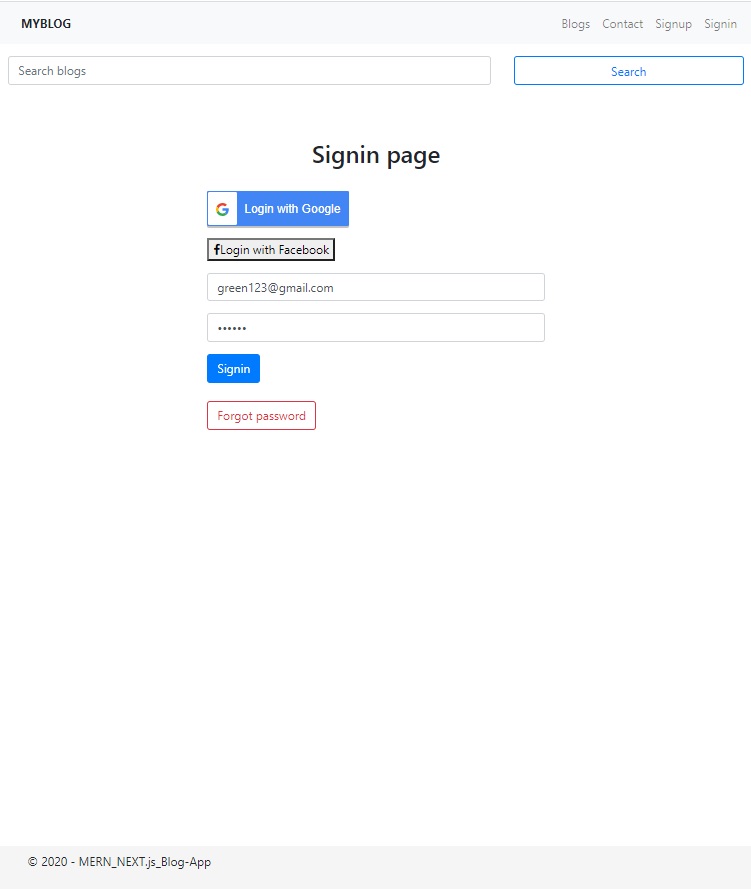 MYBLOG Blogs Contact Signup Signin
Search blogs Search
Signin page
Login with Google
Login with Facebook
green123@gmail.com
••••••
Signin
Forgot password
© 2020 - MERN_NEXT.js_Blog-App